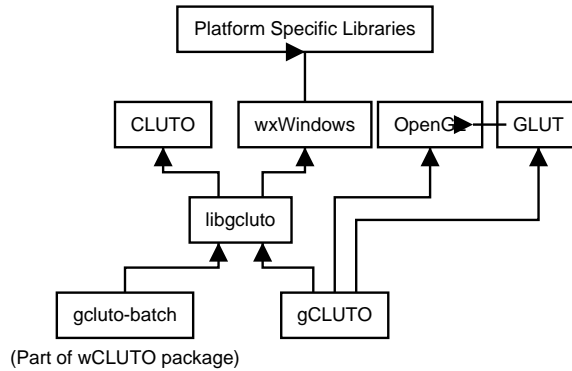 Platform Specific Libraries
CLUTO
wxWindows
OpenGL
GLUT
libgcluto
gcluto-batch
gCLUTO
(Part of wCLUTO package)